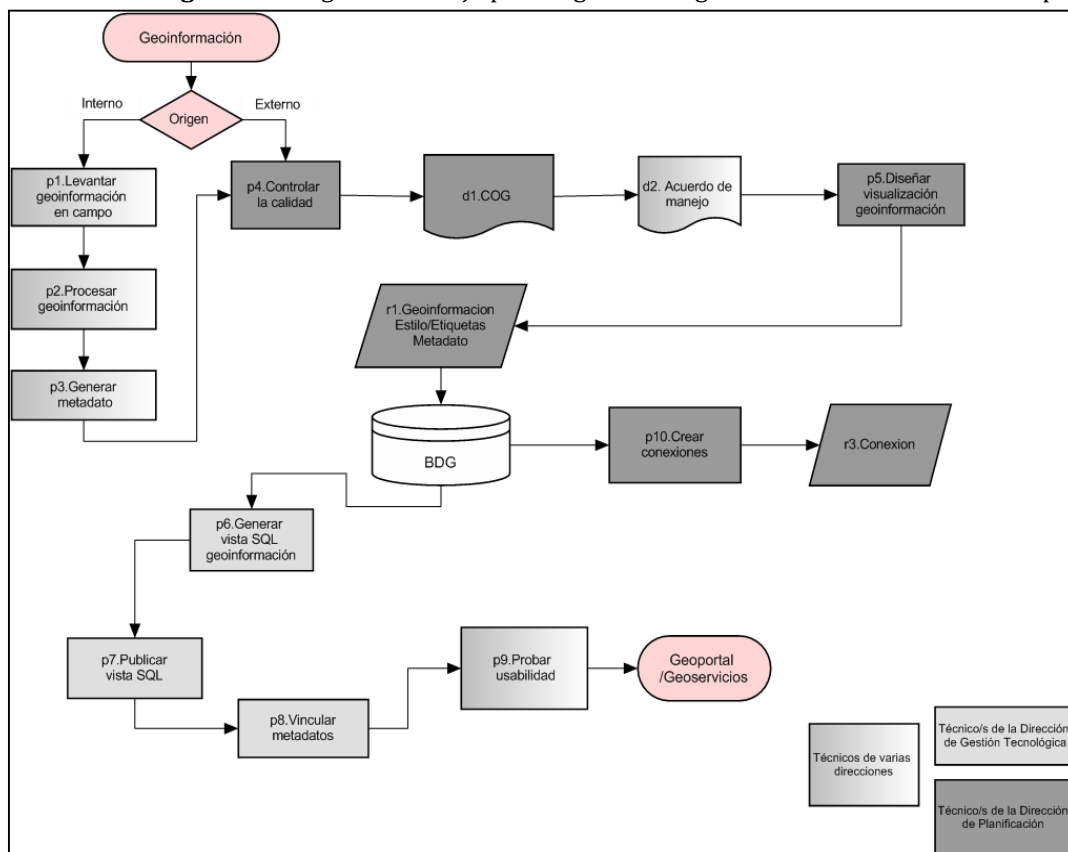 Geoinformación
Interno
Externo
Origen
p1.Levantar
geoinformación
en campo
p4.Controlar
la calidad
d1.COG
d2. Acuerdo de
manejo
p5.Diseñar
visualización
geoinformación
p2.Procesar
geoinformación
r1.Geoinformacion
Estilo/Etiquetas
Metadato
p3.Generar
metadato
BDG
p10.Crear
conexiones
r3.Conexion
p6.Generar
vista SQL
geoinformación
p7.Publicar
vista SQL
p9.Probar
usabilidad
Geoportal
/Geoservicios
p8.Vincular
metadatos
Técnicos de varias
direcciones
Técnico/s de la Dirección
de Gestión Tecnológica
Técnico/s de la Dirección
de Planificación